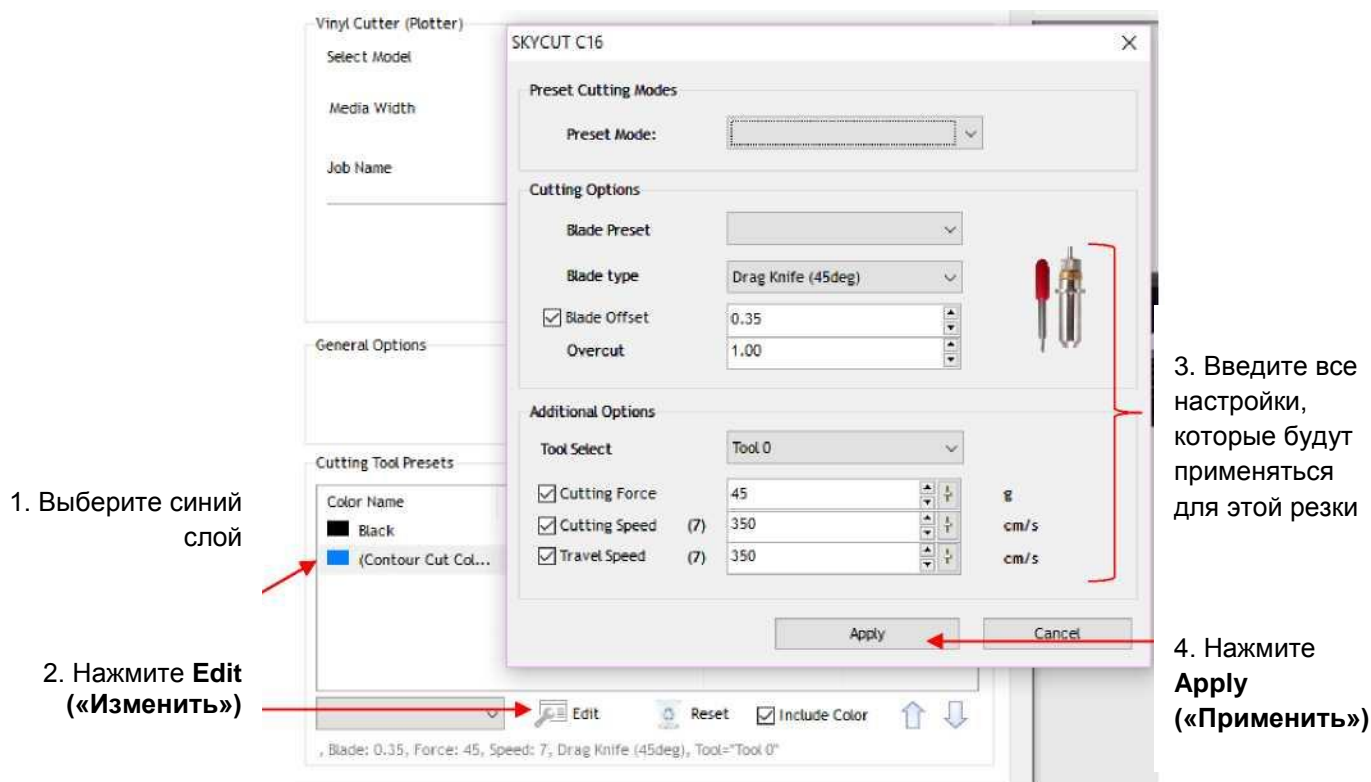 Vinyl Cutter (Plotter)
Select Model
Media Width
Job Name
General Options
Cutting Tool Presets
Color Name
Black
(Contour Cut Col...
Edit
Reset
Include Color
, Blade: 0.35, Force: 45, Speed: 7, Drag Knife (45deg), Tool="Tool 0"
SKYCUT C16
Preset Cutting Modes
Preset Mode:
Cutting Options
Blade Preset
Blade type Drag Knife (45deg)
Blade Offset 0.35
Overcut 1.00
Additional Options
Tool Select Tool 0
Cutting Force 45 g
Cutting Speed (7) 350 cm/s
Travel Speed (7) 350 cm/s
Apply Cancel
1. Выберите синий
слой
2. Нажмите Edit
(«Изменить»)
3. Введите все
настройки,
которые будут
применяться
для этой резки
4. Нажмите
Apply
(«Применить»)